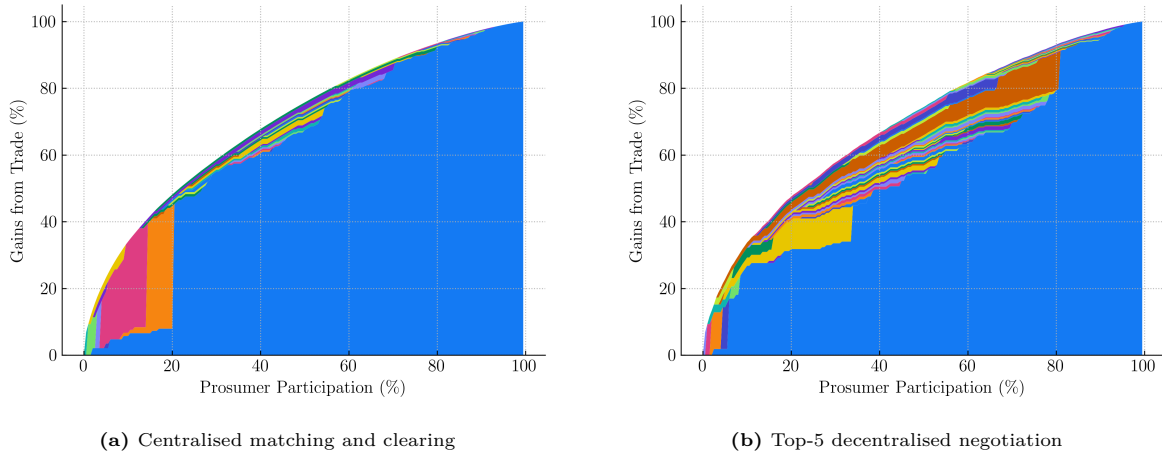 100
80
60
40
20
0
Gains from Trade (%)
0 20 40 60 80 100
Prosumer Participation (%)
(a) Centralised matching and clearing
100
80
60
40
20
0
Gains from Trade (%)
0 20 40 60 80 100
Prosumer Participation (%)
(b) Top-5 decentralised negotiation